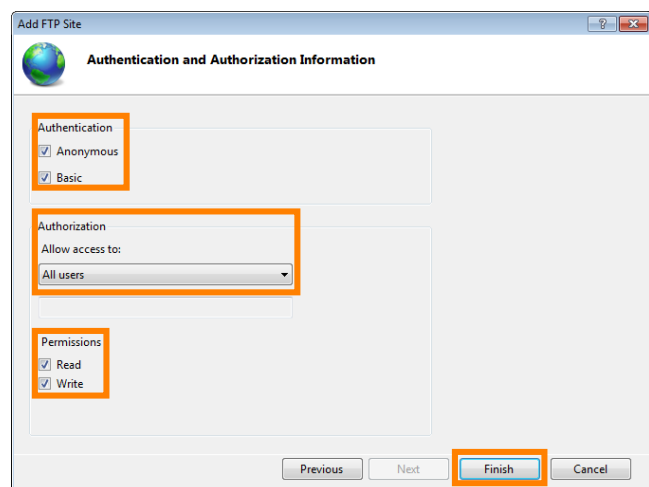 Add FTP Site
Authentication and Authorization Information
Authentication
Anonymous
Basic
Authorization
Allow access to:
All users
Permissions
Read
Write
Previous Next Finish Cancel